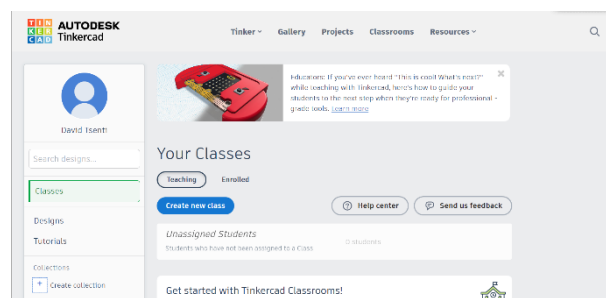 TIN
KER
CAD
AUTODESK
Tinkercad
Tinker
Gallery
Projects
Classrooms
Resources
David Tsenti
Search designs...
Classes
Designs
Tutorials
Collections
+ Create collection
Educators: If you've ever heard "this is cool! What's next?"
while teaching with Tinkercad, here's how to guide your
students to the next step when they're ready for professional-
grade tools. Learn more
Your Classes
Teaching
Enrolled
Create new class
Help center
Send us feedback
Unassigned Students
Students who have not been assigned to a Class
0 students
Get started with Tinkercad Classrooms!